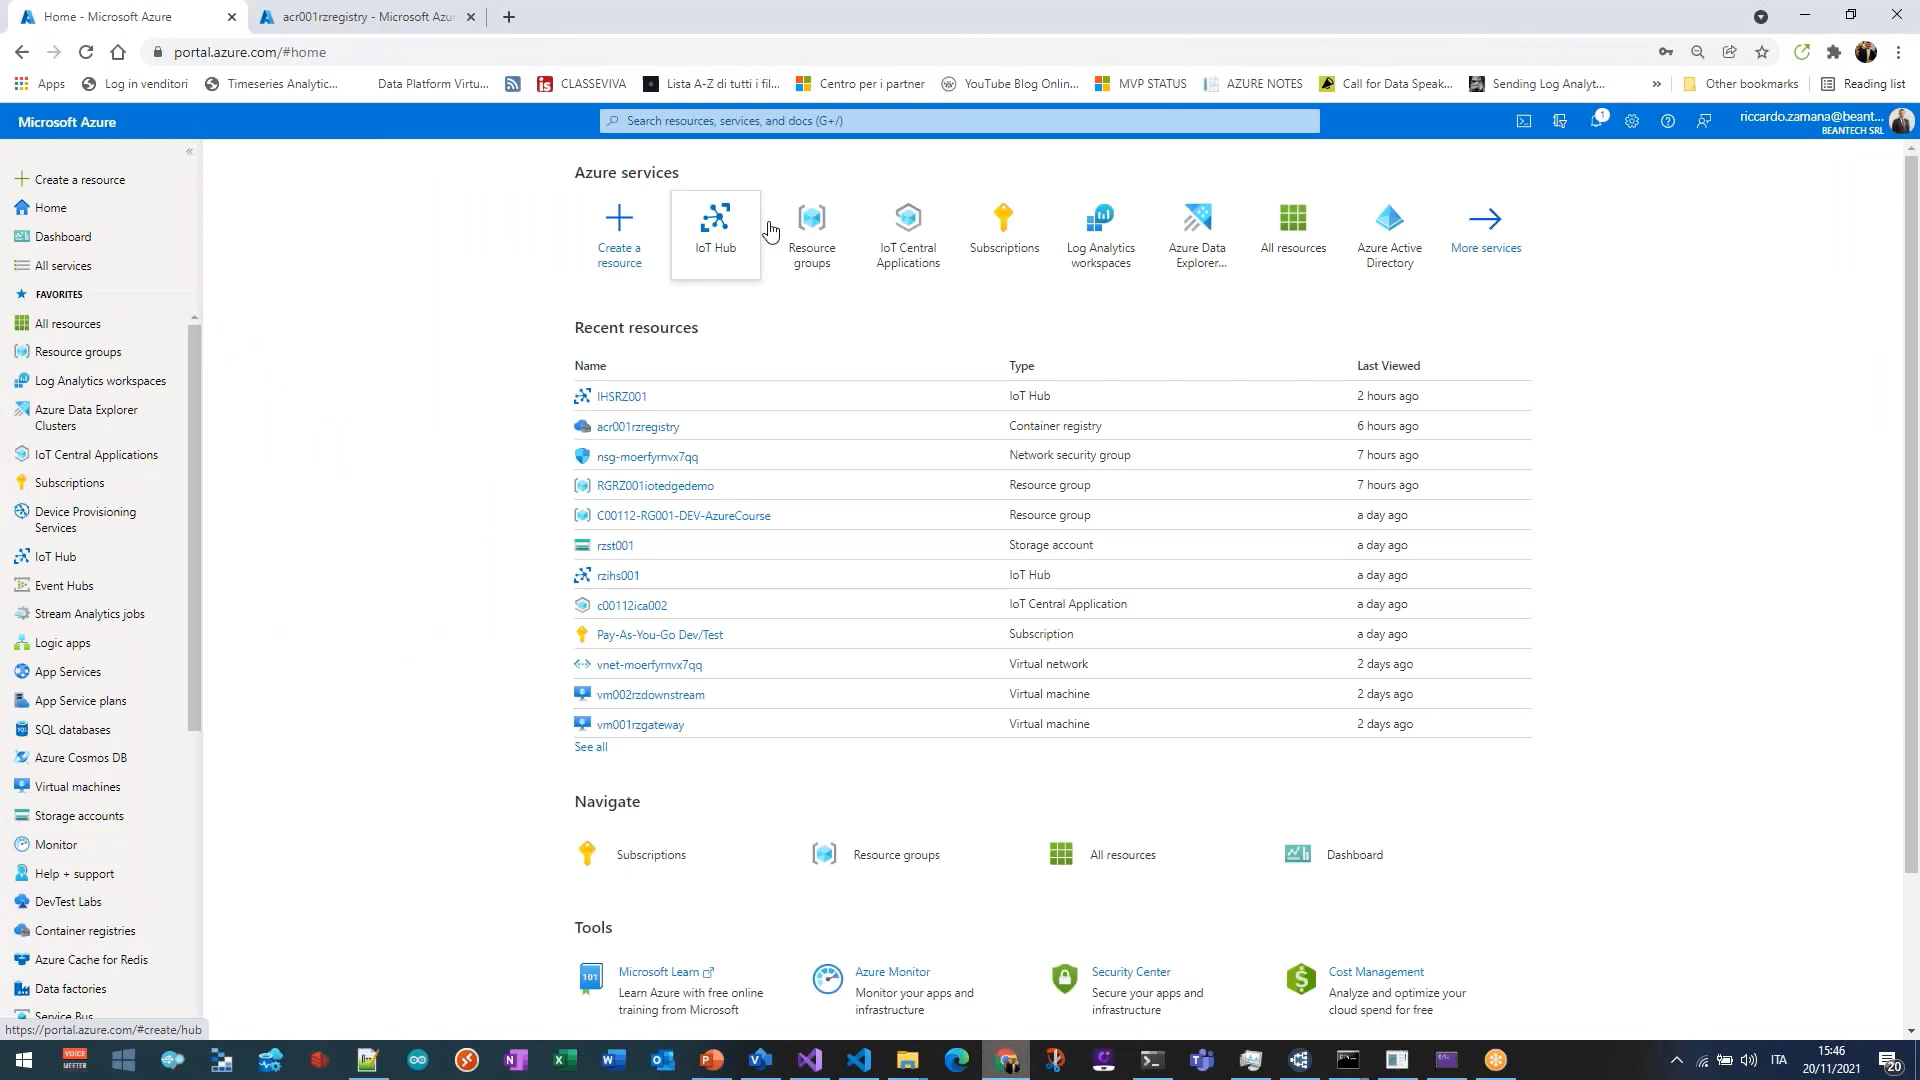 Home - Microsoft Azure
acr001rzregistry - Microsoft Azur
portal.azure.com/#home
Apps
Log in venditori
Timeseries Analytic...
Data Platform Virtu...
CLASSEVIVA
Lista A-Z di tutti i fil...
Centro per i partner
YouTube Blog Onlin...
MVP STATUS
AZURE NOTES
Call for Data Speak...
Sending Log Analyt...
»
Other bookmarks
Reading list
Microsoft Azure
Search resources, services, and docs (G+/)
1
riccardo.zamana@beant...
BEANTECH SRL
«
Create a resource
Home
Dashboard
All services
FAVORITES
All resources
Resource groups
Log Analytics workspaces
Azure Data Explorer
Clusters
IoT Central Applications
Subscriptions
Device Provisioning
Services
IoT Hub
Event Hubs
Stream Analytics jobs
Logic apps
App Services
App Service plans
SQL databases
Azure Cosmos DB
Virtual machines
Storage accounts
Monitor
Help + support
DevTest Labs
Container registries
Azure Cache for Redis
Data factories
Service Bus
https://portal.azure.com/#create/hub
Azure services
Create a
resource
IoT Hub
Resource
groups
IoT Central
Applications
Subscriptions
Log Analytics
workspaces
Azure Data
Explorer...
All resources
Azure Active
Directory
More services
Recent resources
Name Type Last Viewed
IHSRZ001 IoT Hub 2 hours ago
acr001rzregistry Container registry 6 hours ago
nsg-moerfyrnvx7qq Network security group 7 hours ago
RGRZ001iotedgedemo Resource group 7 hours ago
C00112-RG001-DEV-AzureCourse Resource group a day ago
rzst001 Storage account a day ago
rzihs001 IoT Hub a day ago
c00112ica002 IoT Central Application a day ago
Pay-As-You-Go Dev/Test Subscription a day ago
vnet-moerfyrnvx7qq Virtual network 2 days ago
vm002rzdownstream Virtual machine 2 days ago
vm001rzgateway Virtual machine 2 days ago
See all
Navigate
Subscriptions
Resource groups
All resources
Dashboard
Tools
101
Microsoft Learn
Learn Azure with free online
training from Microsoft
Azure Monitor
Monitor your apps and
infrastructure
Security Center
Secure your apps and
infrastructure
Cost Management
Analyze and optimize your
cloud spend for free
VOICE
MEETER
ITA
15:46
20/11/2021
20